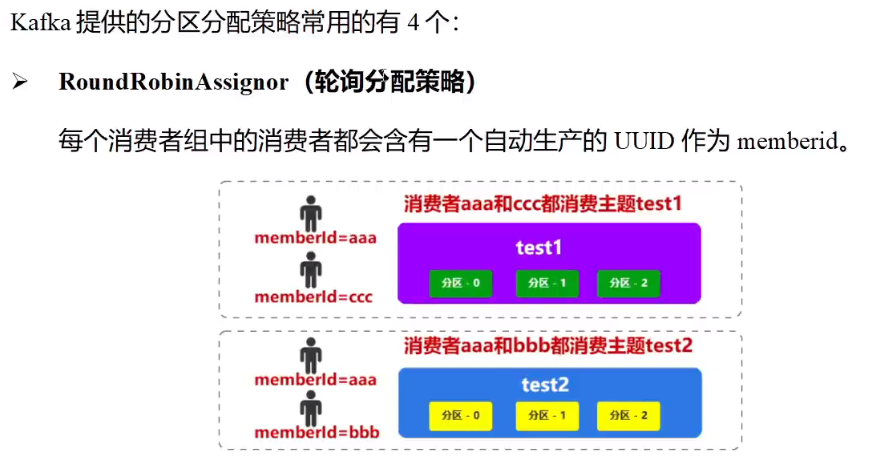 Kafka 提供的分区分配策略常用的有 4 个：
➢ RoundRobinAssignor（轮询分配策略）
每个消费者组中的消费者都会含有一个自动生产的 UUID 作为 memberid。
消费者aaa和ccc都消费主题test1
memberId=aaa
test1
分区 - 0 分区 - 1 分区 - 2
memberId=ccc
消费者aaa和bbb都消费主题test2
memberId=aaa
test2
分区 - 0 分区 - 1 分区 - 2
memberId=bbb